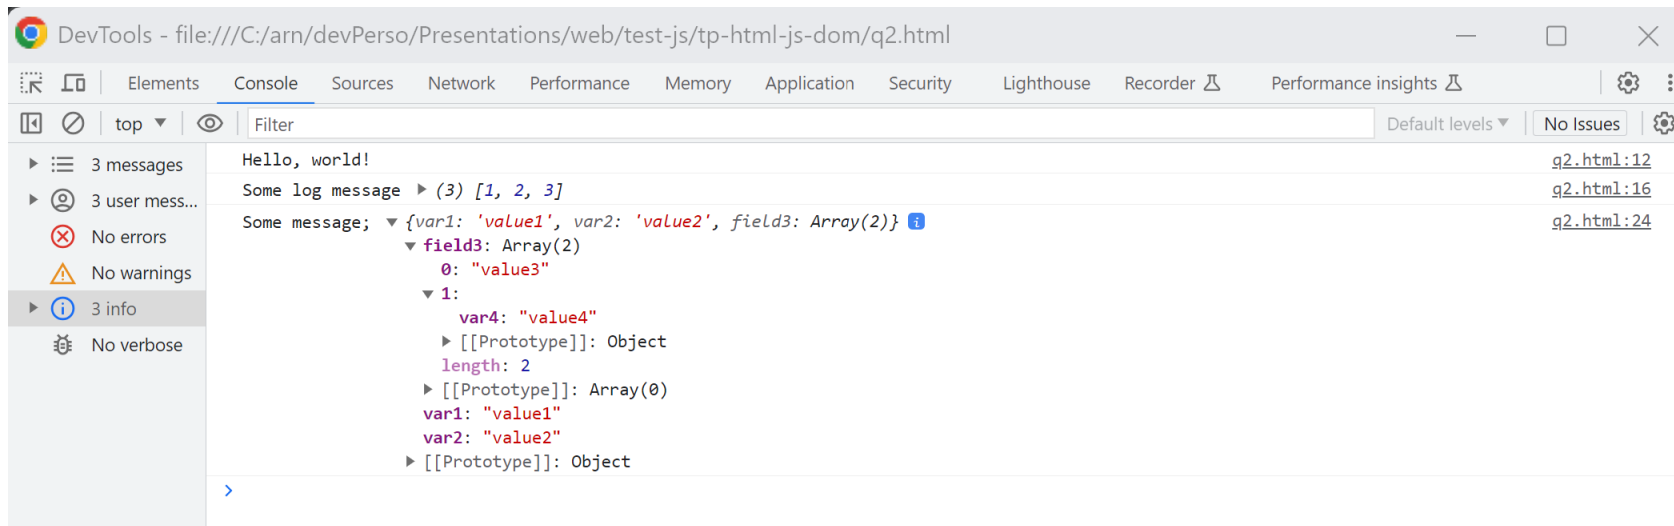 DevTools - file:///C:/arn/devPerso/Presentations/web/test-js/tp-html-js-dom/q2.html
Elements Console Sources Network Performance Memory Application Security Lighthouse Recorder Performance insights
top Filter Default levels No Issues
3 messages
3 user mess...
No errors
No warnings
3 info
No verbose
Hello, world! q2.html:12
Some log message (3) [1, 2, 3] q2.html:16
Some message; {var1: 'value1', var2: 'value2', field3: Array(2)} i q2.html:24
field3: Array(2)
0: "value3"
1:
var4: "value4"
[[Prototype]]: Object
length: 2
[[Prototype]]: Array(0)
var1: "value1"
var2: "value2"
[[Prototype]]: Object